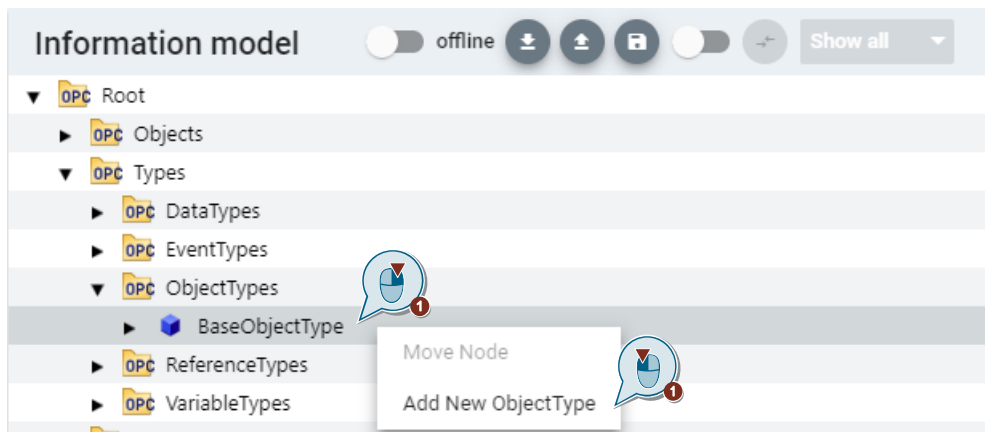 Information model offline Show all
OPC Root
OPC Objects
OPC Types
OPC DataTypes
OPC EventTypes
OPC ObjectTypes
1
BaseObjectType
Move Node
OPC ReferenceTypes
1
Add New ObjectType
OPC VariableTypes